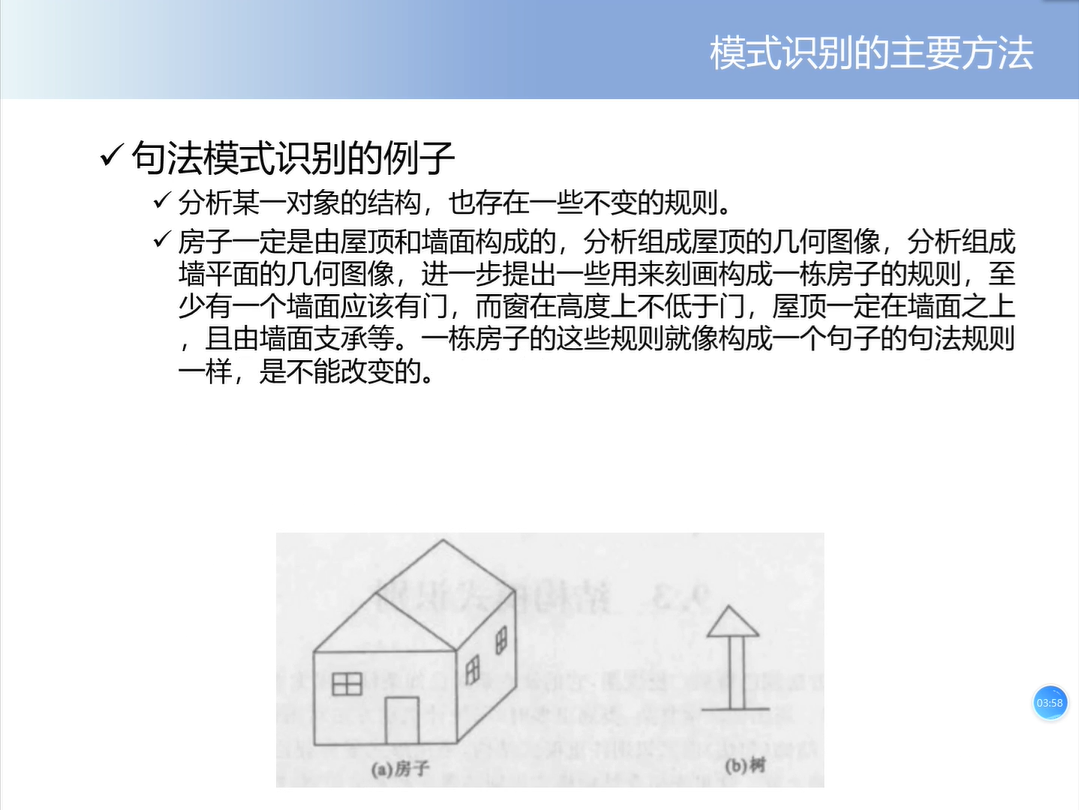 模式识别的主要方法
句法模式识别的例子
分析某一对象的结构，也存在一些不变的规则。
房子一定是由屋顶和墙面构成的，分析组成屋顶的几何图像，分析组成
墙平面的几何图像，进一步提出一些用来刻画构成一栋房子的规则，至
少有一个墙面应该有门，而窗在高度上不低于门，屋顶一定在墙面之上
，且由墙面支承等。一栋房子的这些规则就像构成一个句子的句法规则
一样，是不能改变的。
9.3 结构模式识别
03:58
(a)房子
(b)树